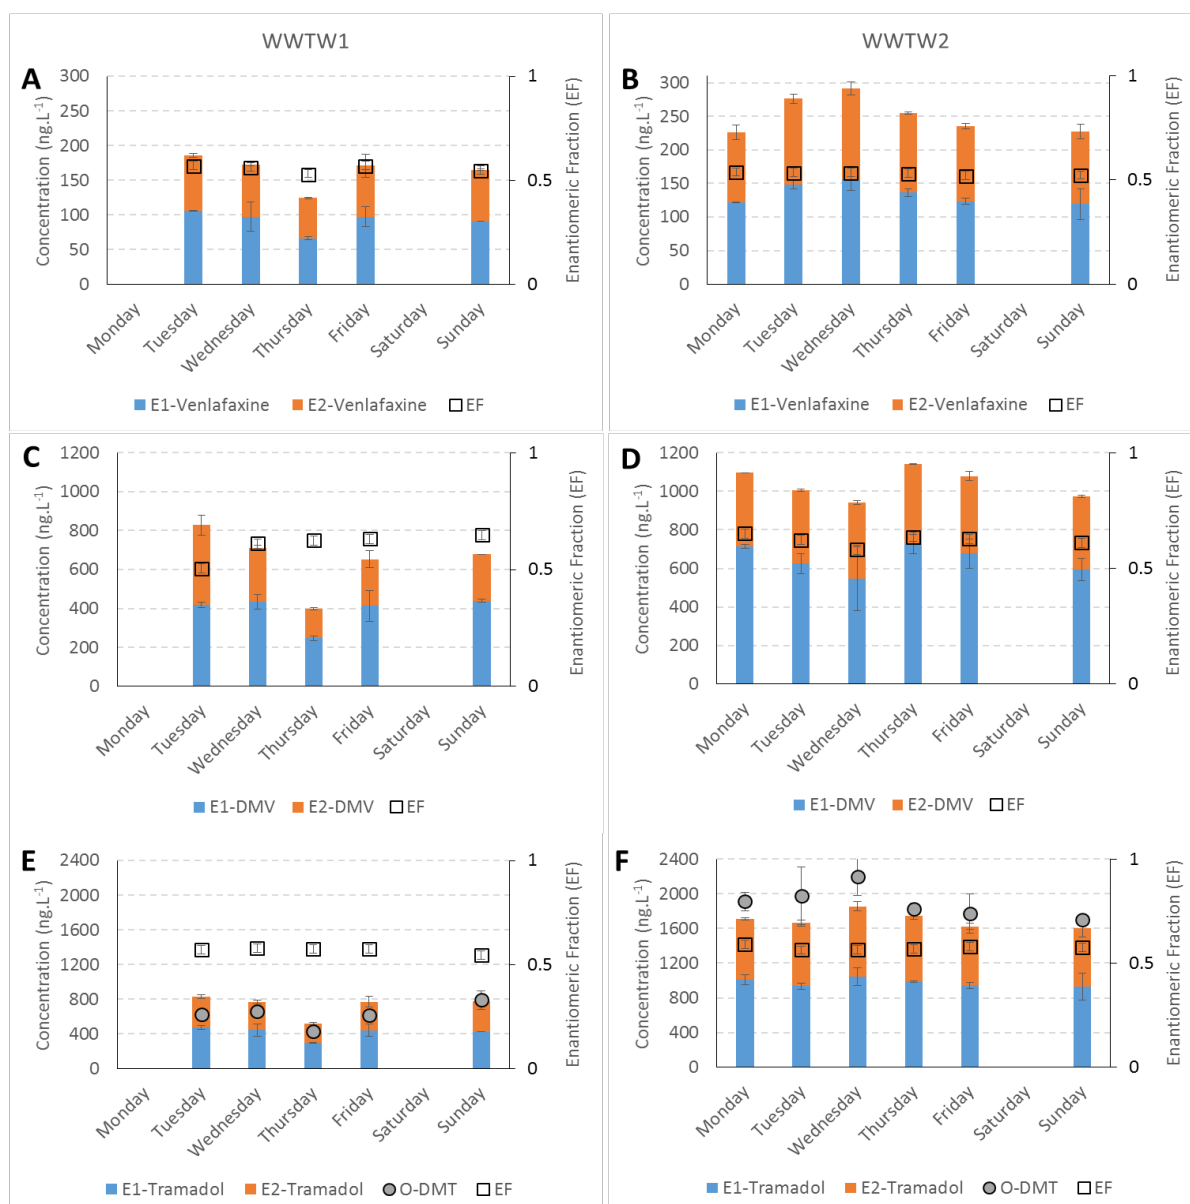 WWTW1
A
300
250
200
150
100
50
0
1
0.5
0
Concentration (ng.L-1)
Enantiomeric Fraction (EF)
Monday
Tuesday
Wednesday
Thursday
Friday
Saturday
Sunday
E1-Venlafaxine E2-Venlafaxine EF
WWTW2
B
300
250
200
150
100
50
0
1
0.5
0
Concentration (ng.L-1)
Enantiomeric Fraction (EF)
Monday
Tuesday
Wednesday
Thursday
Friday
Saturday
Sunday
E1-Venlafaxine E2-Venlafaxine EF
C
1200
1000
800
600
400
200
0
1
0.5
0
Concentration (ng.L-1)
Enantiomeric Fraction (EF)
Monday
Tuesday
Wednesday
Thursday
Friday
Saturday
Sunday
E1-DMV E2-DMV EF
D
1200
1000
800
600
400
200
0
1
0.5
0
Concentration (ng.L-1)
Enantiomeric Fraction (EF)
Monday
Tuesday
Wednesday
Thursday
Friday
Saturday
Sunday
E1-DMV E2-DMV EF
E
2400
2000
1600
1200
800
400
0
1
0.5
0
Concentration (ng.L-1)
Enantiomeric Fraction (EF)
Monday
Tuesday
Wednesday
Thursday
Friday
Saturday
Sunday
E1-Tramadol E2-Tramadol O-DMT EF
F
2400
2000
1600
1200
800
400
0
1
0.5
0
Concentration (ng.L-1)
Enantiomeric Fraction (EF)
Monday
Tuesday
Wednesday
Thursday
Friday
Saturday
Sunday
E1-Tramadol E2-Tramadol O-DMT EF